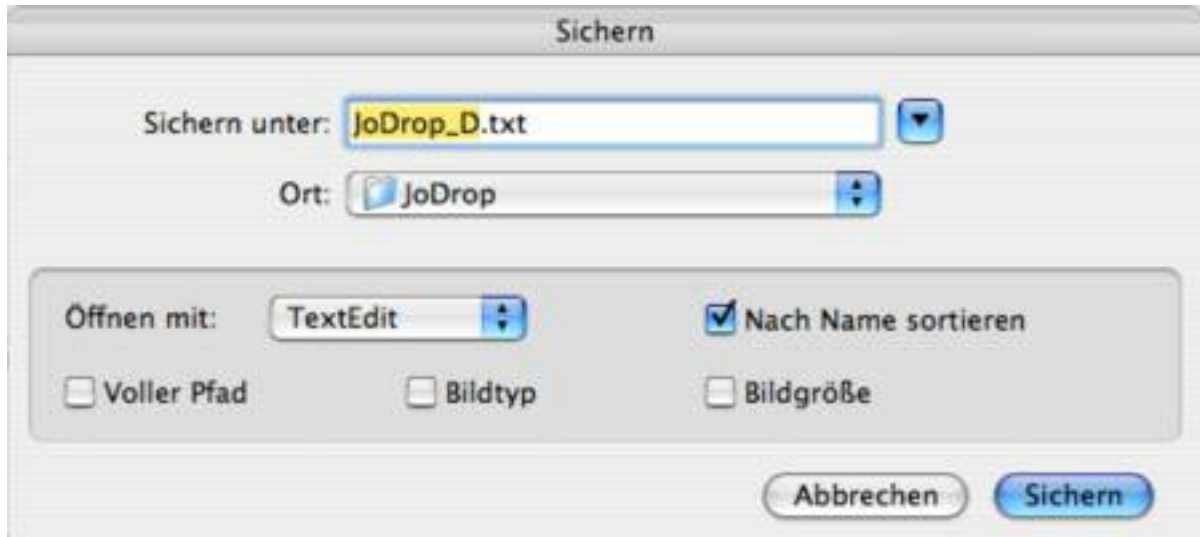 Sichern
Sichern unter: JoDrop_D.txt
Ort: JoDrop
Öffnen mit: TextEdit Nach Name sortieren
Voller Pfad Bildtyp Bildgröße
Abbrechen Sichern